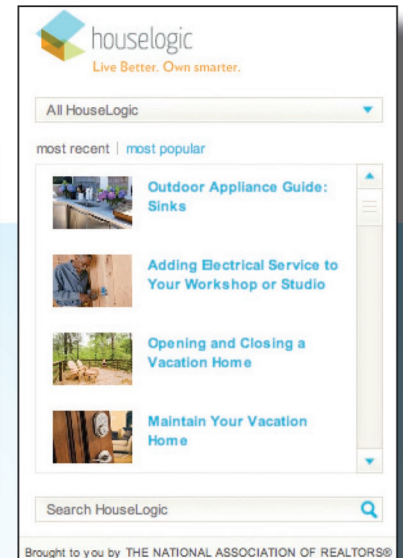 houselogic
Live Better. Own smarter.
All HouseLogic
most recent | most popular
Outdoor Appliance Guide:
Sinks
Adding Electrical Service to
Your Workshop or Studio
Opening and Closing a
Vacation Home
Maintain Your Vacation
Home
Search HouseLogic
Brought to you by THE NATIONAL ASSOCIATION OF REALTORS®